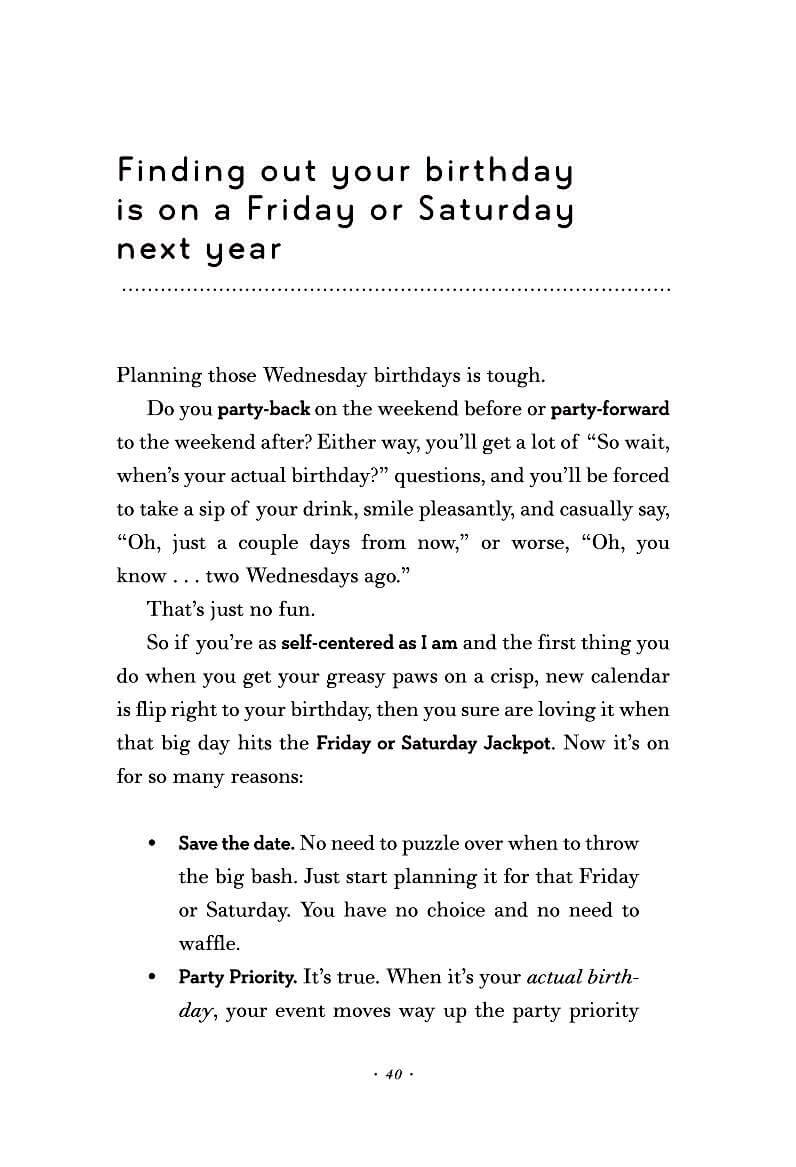 Finding out your birthday
is on a Friday or Saturday
next year
Planning those Wednesday birthdays is tough.
Do you party-back on the weekend before or party-forward
to the weekend after? Either way, you’ll get a lot of “So wait,
when’s your actual birthday?” questions, and you’ll be forced
to take a sip of your drink, smile pleasantly, and casually say,
“Oh, just a couple days from now,” or worse, “Oh, you
know . . . two Wednesdays ago.”
That’s just no fun.
So if you’re as self-centered as I am and the first thing you
do when you get your greasy paws on a crisp, new calendar
is flip right to your birthday, then you sure are loving it when
that big day hits the Friday or Saturday Jackpot. Now it’s on
for so many reasons:
• Save the date. No need to puzzle over when to throw
the big bash. Just start planning it for that Friday
or Saturday. You have no choice and no need to
waffle.
• Party Priority. It’s true. When it’s your actual birth-
day, your event moves way up the party priority
· 40 ·